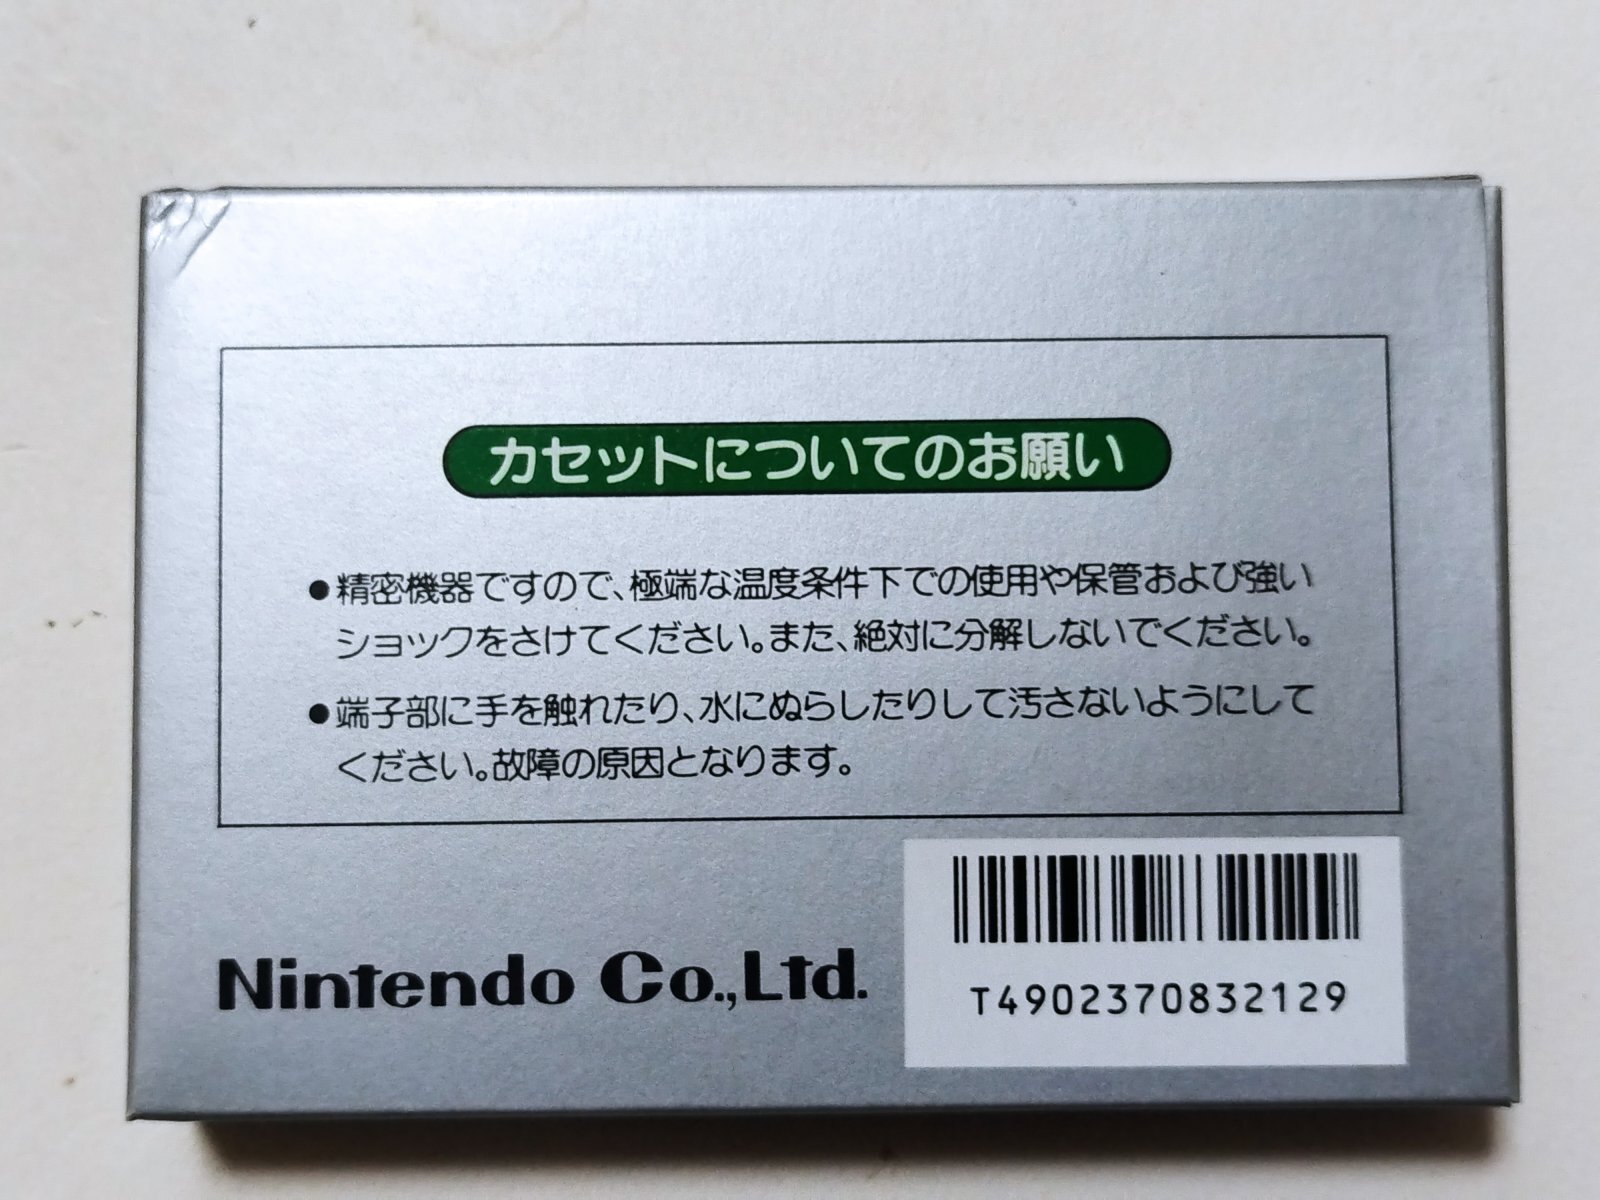 カセットについてのお願い
●精密機器ですので、極端な温度条件下での使用や保管および強い
ショックをさけてください。また、絶対に分解しないでください。
●端子部に手を触れたり、水にぬらしたりして汚さないようにして
ください。故障の原因となります。
Nintendo Co.,Ltd.
T4902370832129